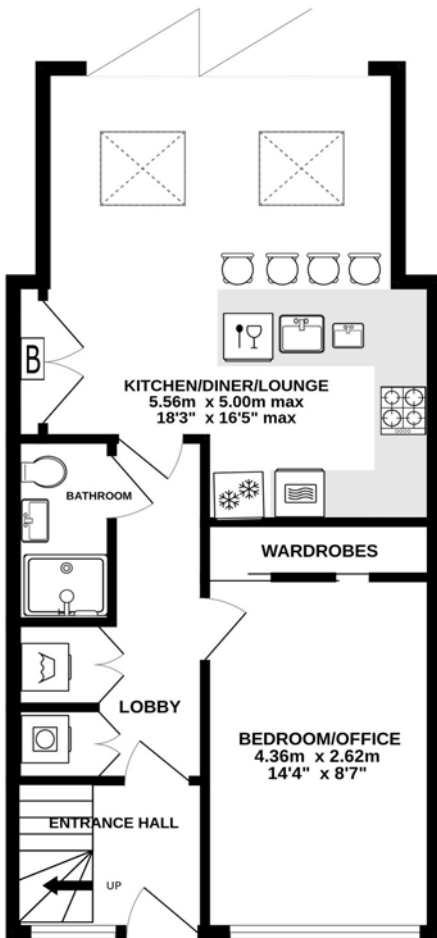 B
KITCHEN/DINER/LOUNGE
5.56m x 5.00m max
18'3" x 16'5" max
BATHROOM
WARDROBES
LOBBY
BEDROOM/OFFICE
4.36m x 2.62m
14'4" x 8'7"
ENTRANCE HALL
UP